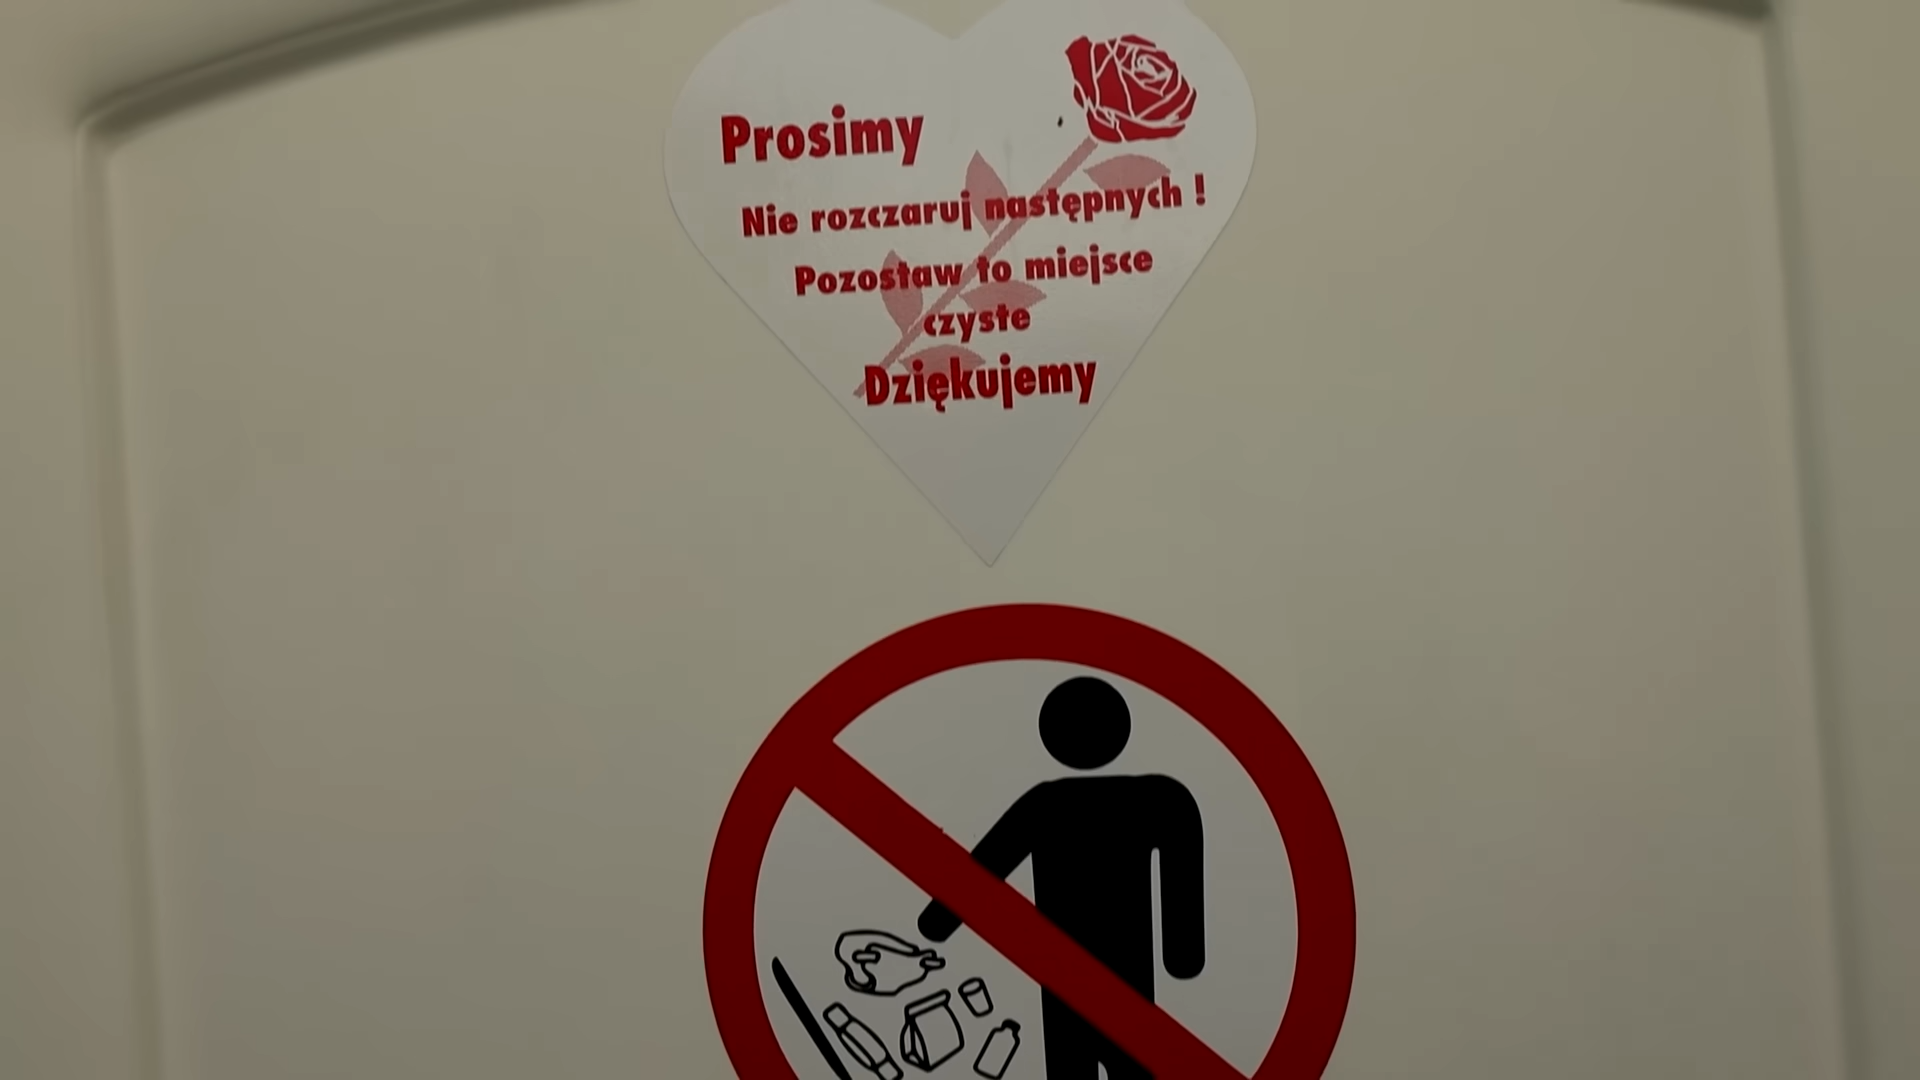 Prosimy
Nie rozczaruj następnych !
Pozostaw to miejsce
czyste
Dziękujemy